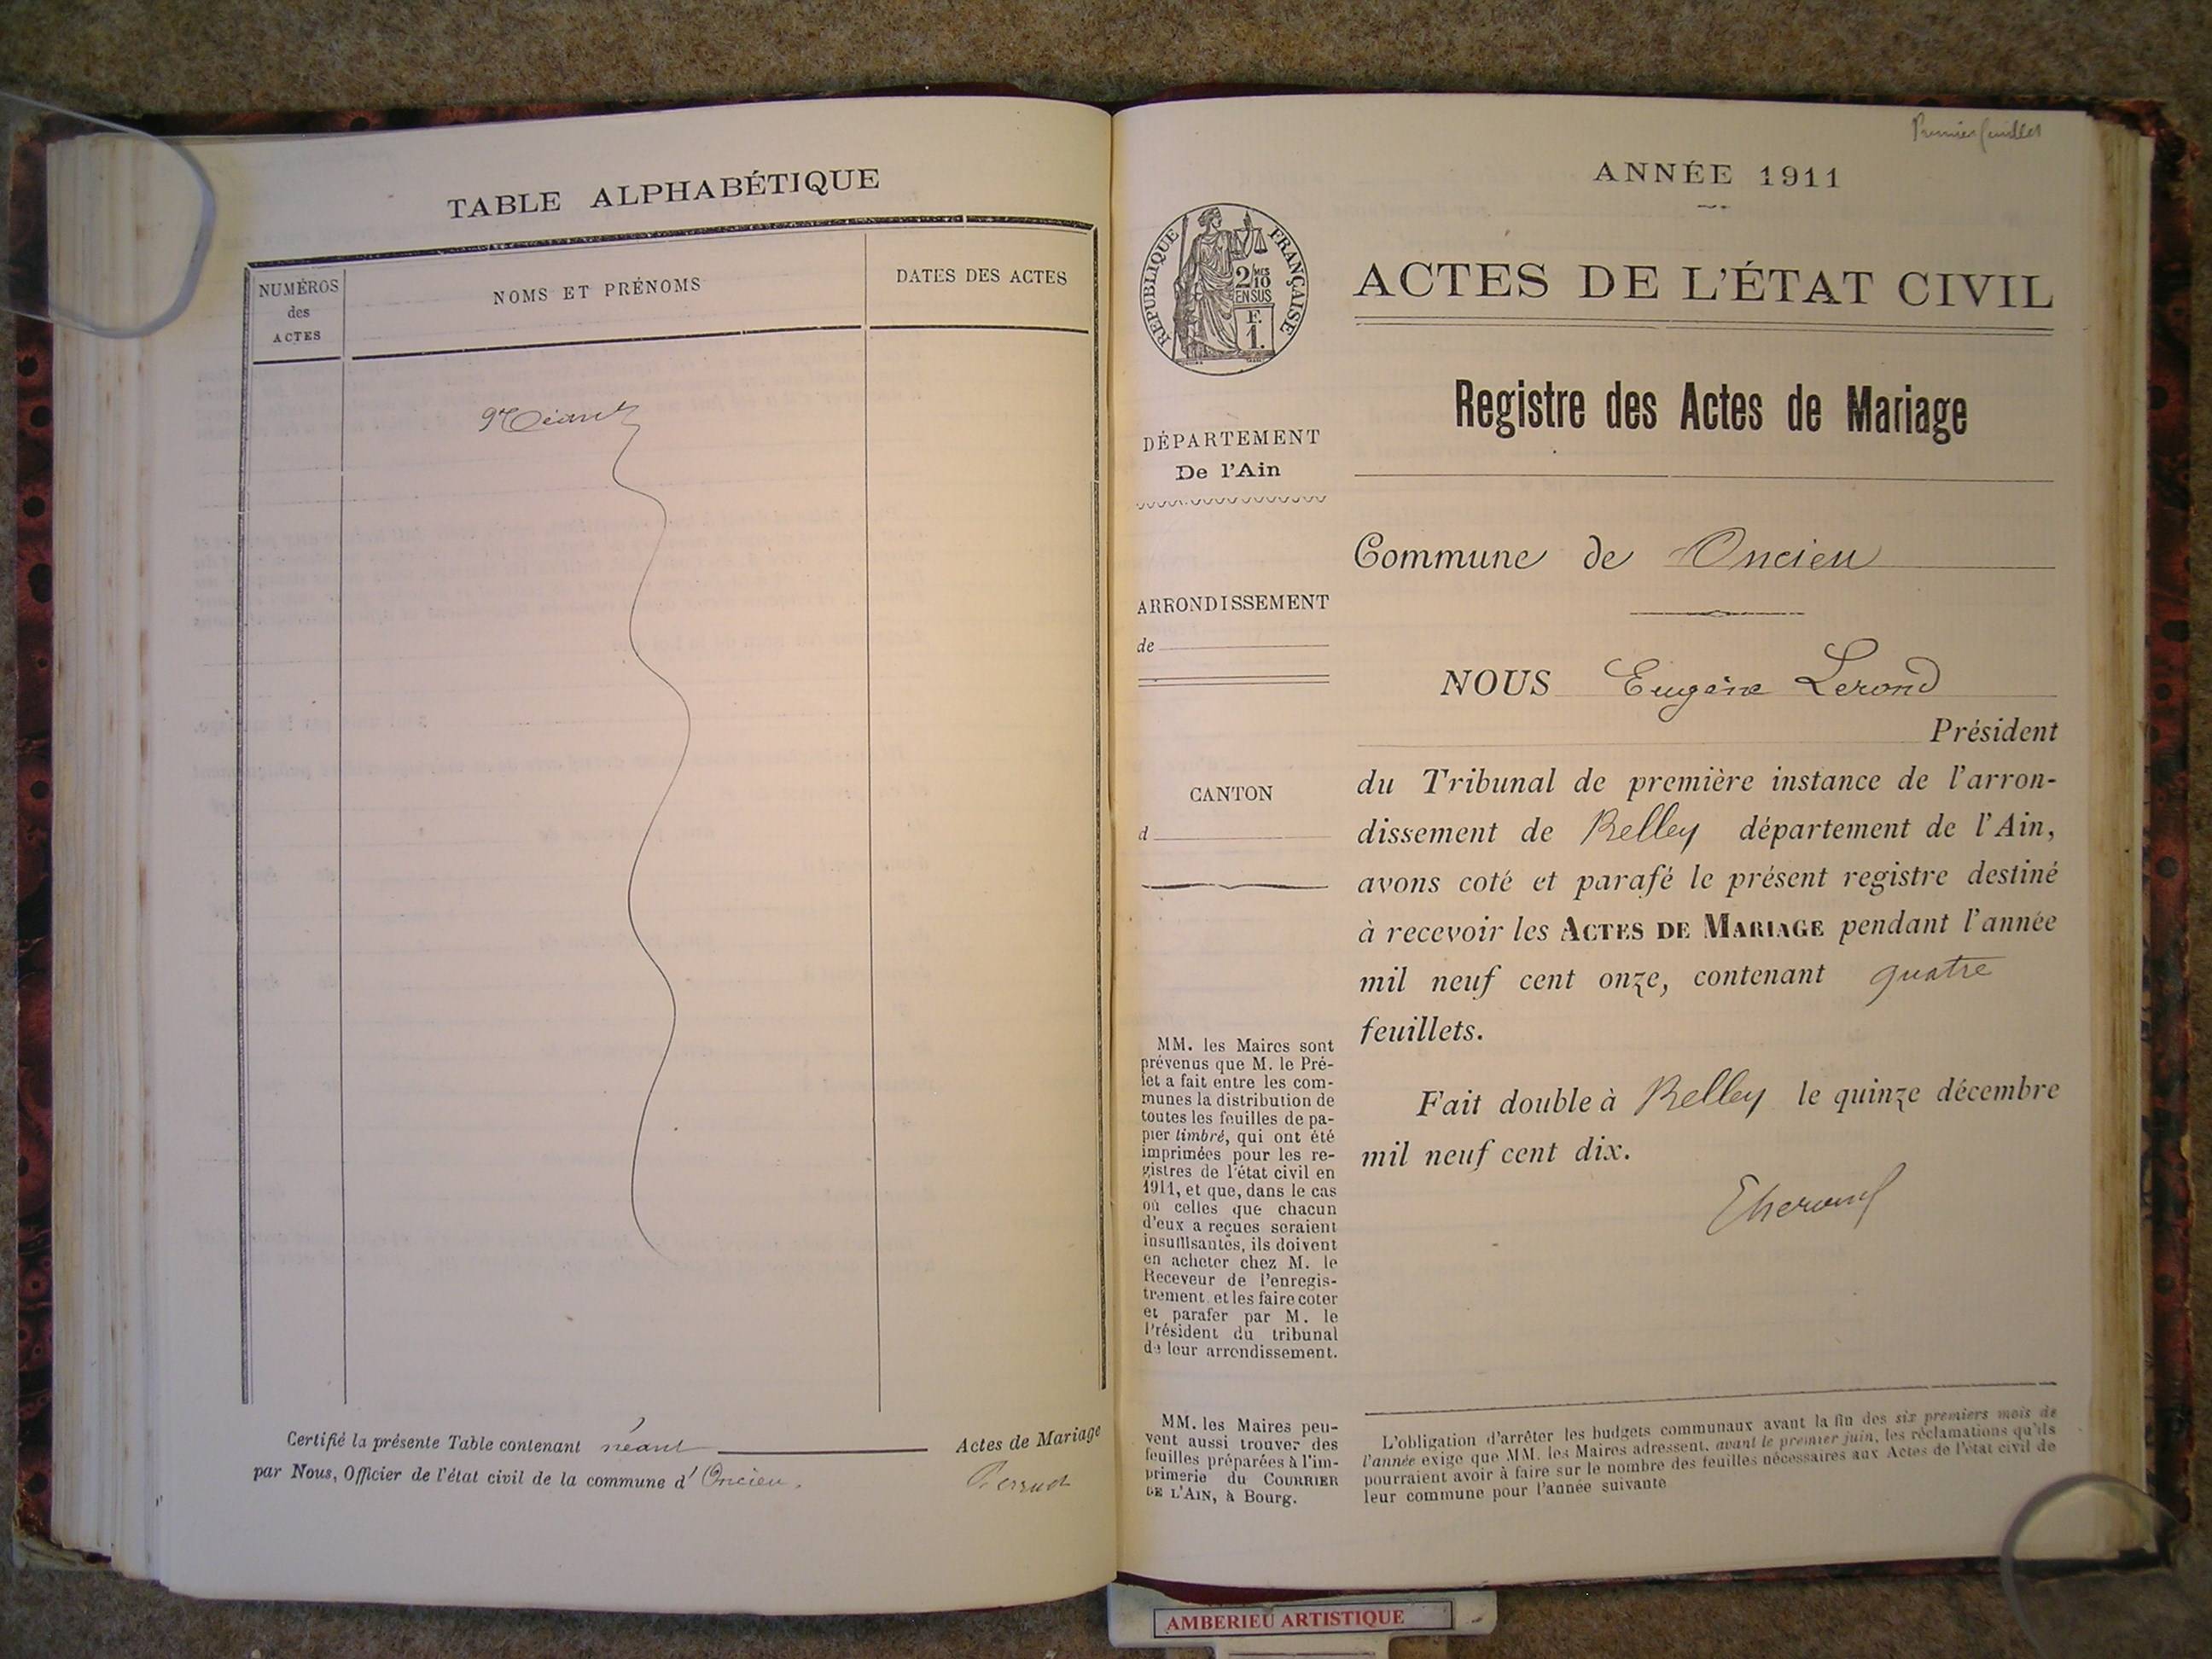 TABLE ALPHABÉTIQUE
NUMÉROS
des
ACTES
NOMS ET PRÉNOMS
DATES DES ACTES
Néant
Certifié la présente Table contenant néant Actes de Mariage
par Nous, Officier de l'état civil de la commune d'Oncieu.
Perrud
Premier feuillet
ANNÉE 1911
RÉPUBLIQUE FRANÇAISE
2/10 MES
EN SUS
F.
1.
ACTES DE L'ÉTAT CIVIL
Registre des Actes de Mariage
DÉPARTEMENT
De l'Ain
ARRONDISSEMENT
de
CANTON
d
MM. les Maires sont
prévenus que M. le Pré-
fet a fait entre les com-
munes la distribution de
toutes les feuilles de pa-
pier timbré, qui ont été
imprimées pour les re-
gistres de l'état civil en
1911, et que, dans le cas
où celles que chacun
d'eux a reçues seraient
insuffisantes, ils doivent
en acheter chez M. le
Receveur de l'enregis-
trement et les faire coter
et parafer par M. le
Président du tribunal
de leur arrondissement.
MM. les Maires peu-
vent aussi trouver des
feuilles préparées à l'im-
primerie du COURRIER
DE L'AIN, à Bourg.
Commune de Oncieu
NOUS Eugène Lerond
Président
du Tribunal de première instance de l'arron-
dissement de Belley département de l'Ain,
avons coté et parafé le présent registre destiné
à recevoir les ACTES DE MARIAGE pendant l'année
mil neuf cent onze, contenant quatre
feuillets.
Fait double à Belley le quinze décembre
mil neuf cent dix.
L'obligation d'arrêter les budgets communaux avant la fin des six premiers mois de
l'année exige que MM. les Maires adressent, avant le premier juin, les réclamations qu'ils
pourraient avoir à faire sur le nombre des feuilles nécessaires aux Actes de l'état civil de
leur commune pour l'année suivante
AMBERIEU ARTISTIQUE